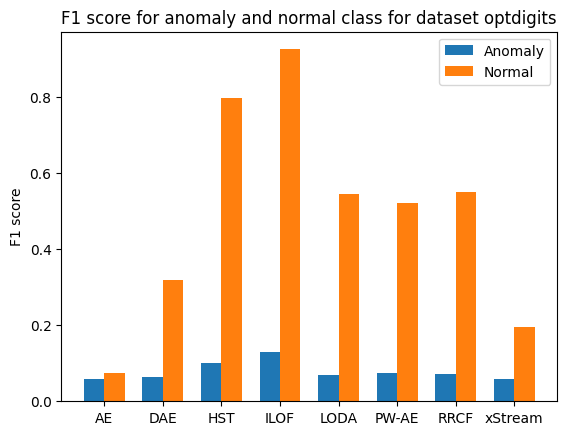 F1 score for anomaly and normal class for dataset optdigits
Anomaly
Normal
F1 score
0.8
0.6
0.4
0.2
0.0
AE DAE HST ILOF LODA PW-AE RRCF xStream